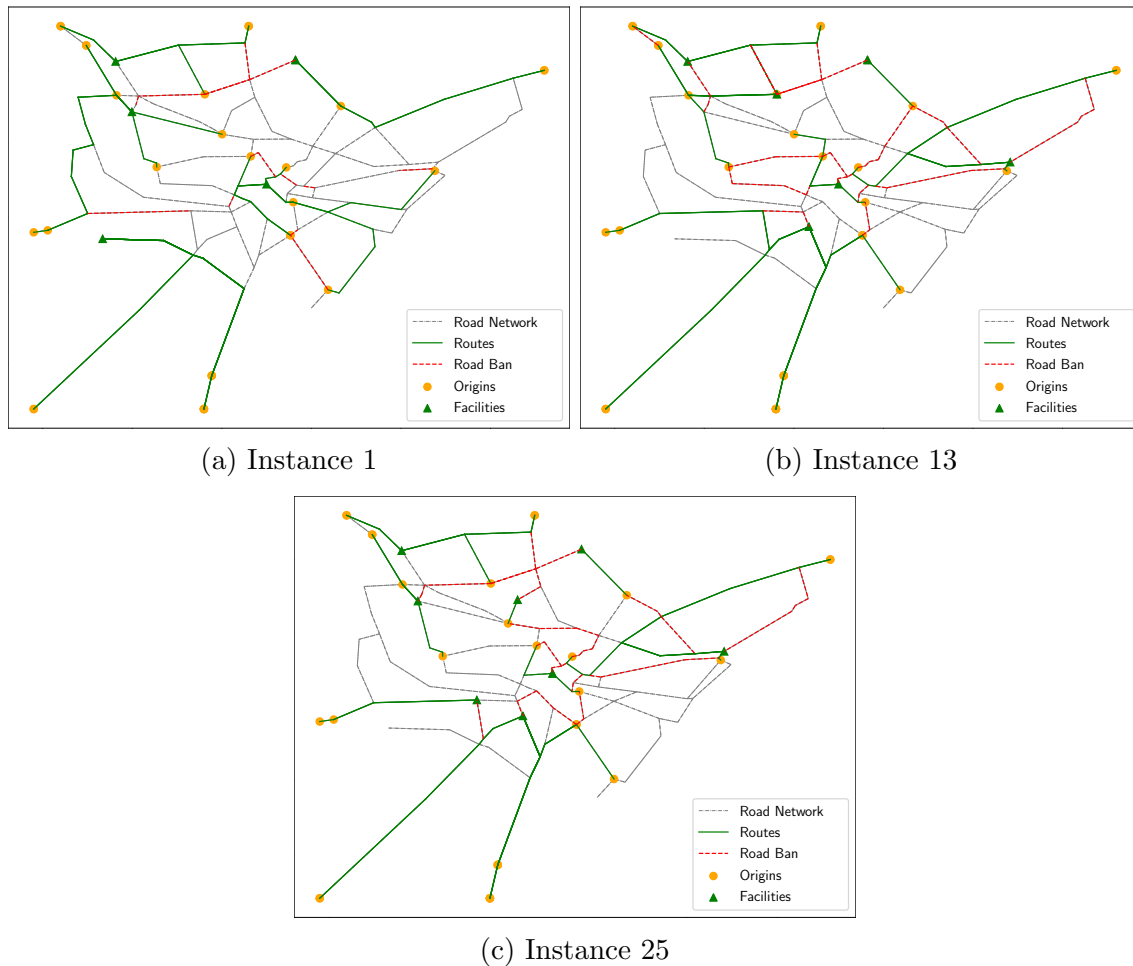 Road Network
Routes
Road Ban
Origins
Facilities
(a) Instance 1
Road Network
Routes
Road Ban
Origins
Facilities
(b) Instance 13
Road Network
Routes
Road Ban
Origins
Facilities
(c) Instance 25